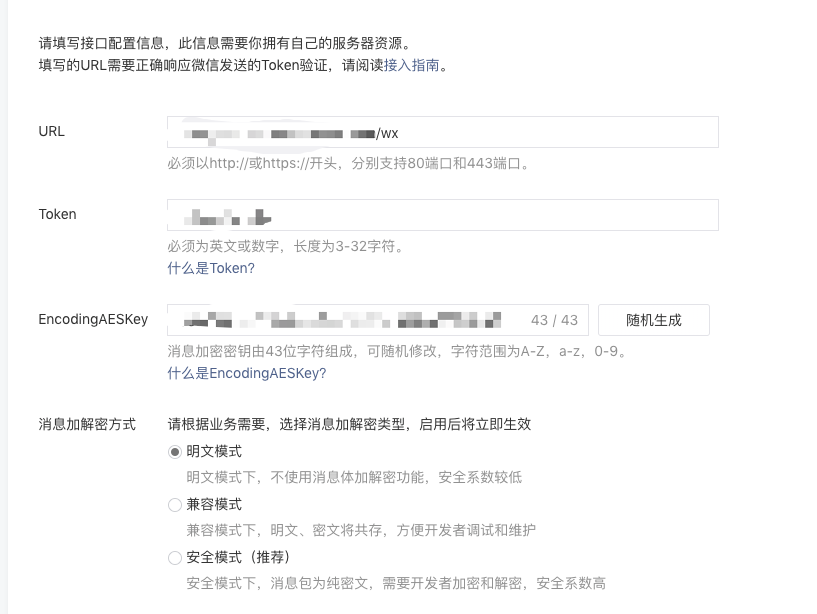 请填写接口配置信息，此信息需要你拥有自己的服务器资源。
填写的URL需要正确响应微信发送的Token验证，请阅读接入指南。
URL
/wx
必须以http://或https://开头，分别支持80端口和443端口。
Token
必须为英文或数字，长度为3-32字符。
什么是Token?
EncodingAESKey
43 / 43
随机生成
消息加密密钥由43位字符组成，可随机修改，字符范围为A-Z，a-z，0-9。
什么是EncodingAESKey?
消息加解密方式
请根据业务需要，选择消息加解密类型，启用后将立即生效
明文模式
明文模式下，不使用消息体加解密功能，安全系数较低
兼容模式
兼容模式下，明文、密文将共存，方便开发者调试和维护
安全模式（推荐）
安全模式下，消息包为纯密文，需要开发者加密和解密，安全系数高